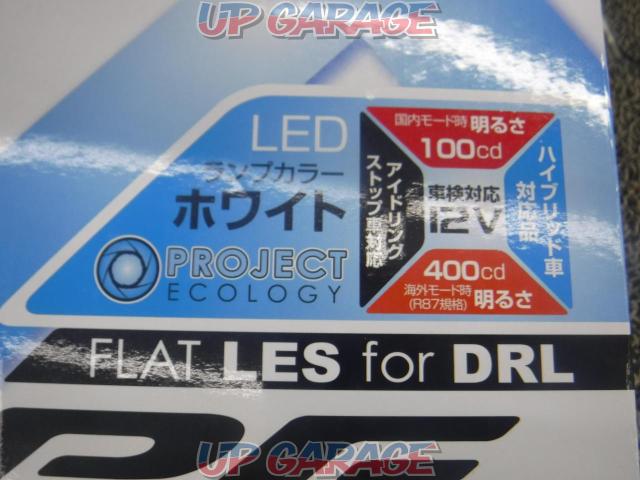 UP GARAGE
LED
ランプカラー
ホワイト
PROJECT
ECOLOGY
国内モード時 明るさ
100cd
アイドリング
ストップ車対応
車検対応
12V
ハイブリッド車
対応品
400cd
海外モード時
(R87規格) 明るさ
FLAT LES for DRL
UP GARAGE